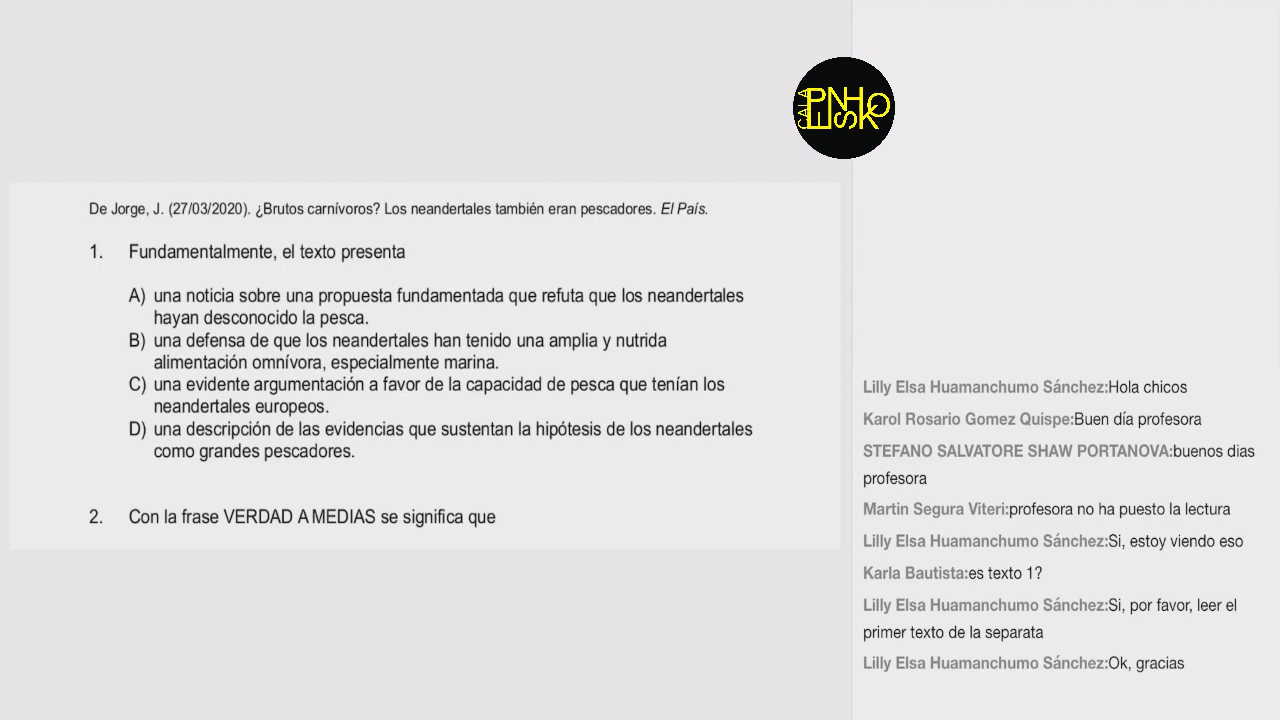 CALA
PENHSKO
De Jorge, J. (27/03/2020). ¿Brutos carnívoros? Los neandertales también eran pescadores. El País.
1. Fundamentalmente, el texto presenta
A) una noticia sobre una propuesta fundamentada que refuta que los neandertales
hayan desconocido la pesca.
B) una defensa de que los neandertales han tenido una amplia y nutrida
alimentación omnívora, especialmente marina.
C) una evidente argumentación a favor de la capacidad de pesca que tenían los
neandertales europeos.
D) una descripción de las evidencias que sustentan la hipótesis de los neandertales
como grandes pescadores.
2. Con la frase VERDAD A MEDIAS se significa que
Lilly Elsa Huamanchumo Sánchez:Hola chicos
Karol Rosario Gomez Quispe:Buen día profesora
STEFANO SALVATORE SHAW PORTANOVA:buenos dias
profesora
Martin Segura Viteri:profesora no ha puesto la lectura
Lilly Elsa Huamanchumo Sánchez:Si, estoy viendo eso
Karla Bautista:es texto 1?
Lilly Elsa Huamanchumo Sánchez:Si, por favor, leer el
primer texto de la separata
Lilly Elsa Huamanchumo Sánchez:Ok, gracias